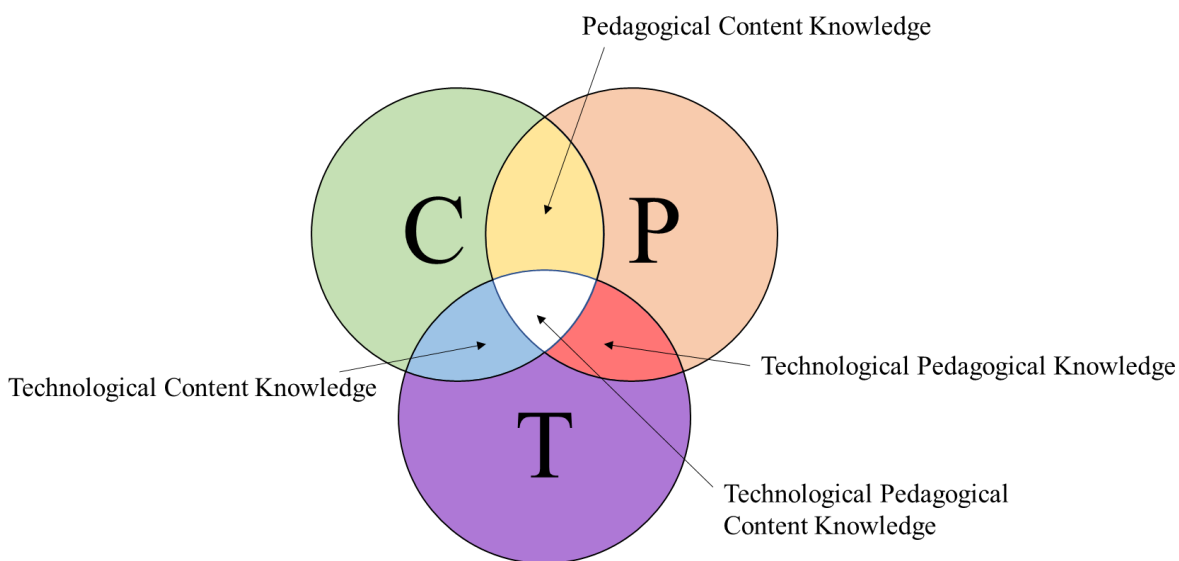 Pedagogical Content Knowledge
C
P
Technological Pedagogical Knowledge
Technological Content Knowledge
T
Technological Pedagogical
Content Knowledge